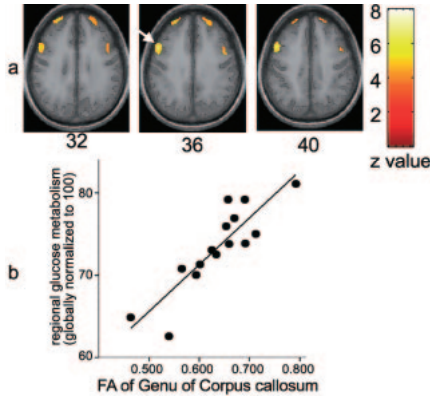 8
6
4
2
z value
a
32 36 40
b
80
70
60
regional glucose metabolism
(globally normalized to 100)
0.500 0.600 0.700 0.800
FA of Genu of Corpus callosum